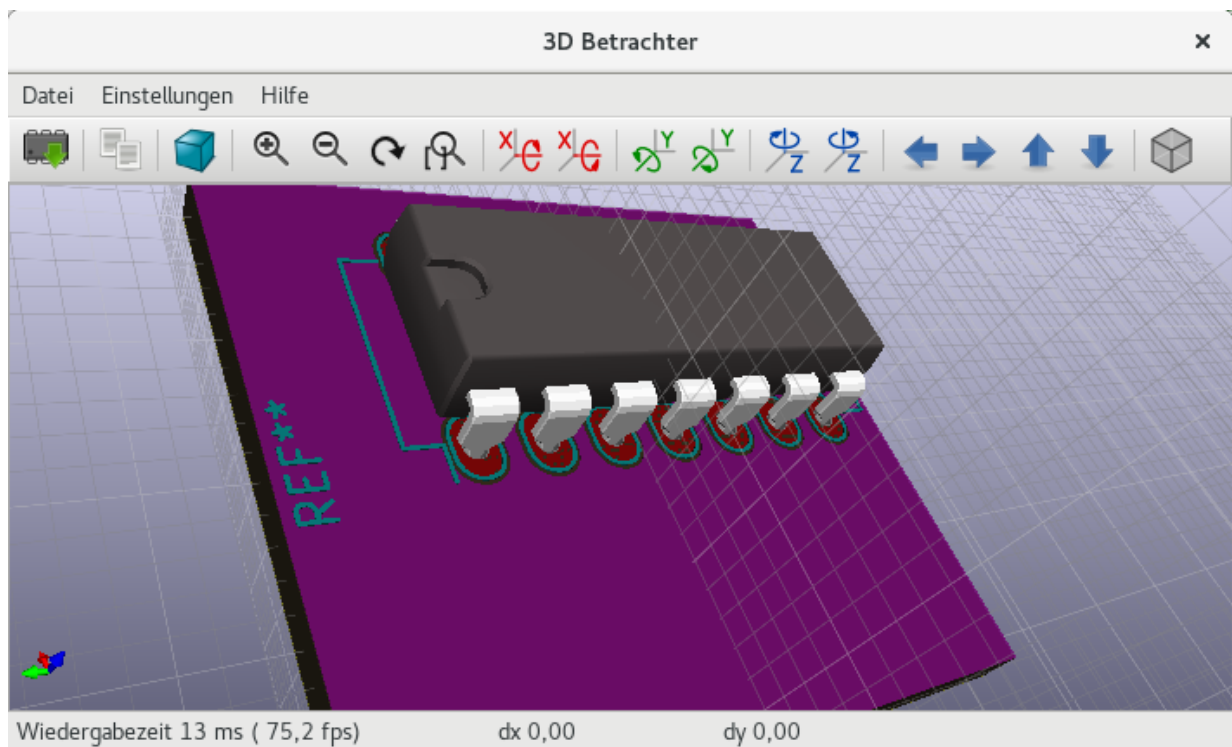 3D Betrachter
Datei Einstellungen Hilfe
X X Y Y Z Z
REF**
Wiedergabezeit 13 ms ( 75,2 fps) dx 0,00 dy 0,00